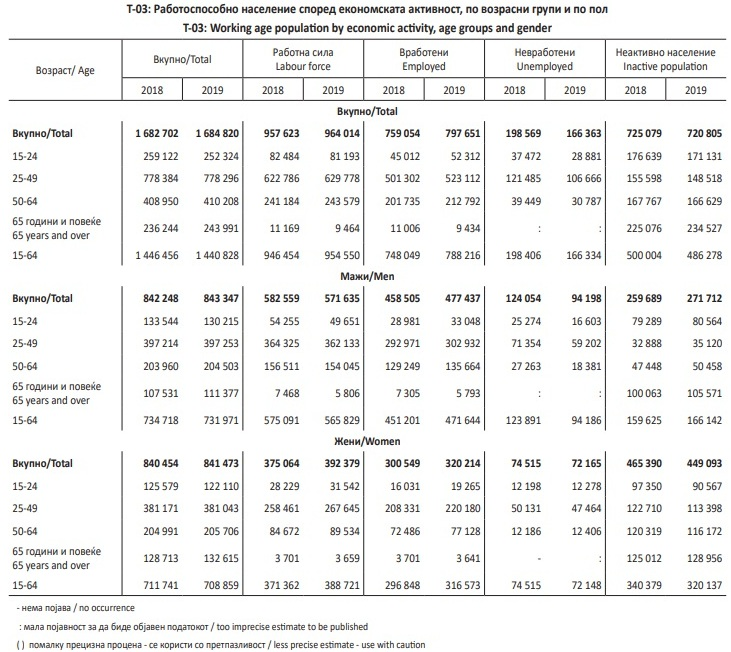 Т-03: Работоспособно население според економската активност, по возрасни групи и по пол
T-03: Working age population by economic activity, age groups and gender
Возраст/ Age Вкупно/Total Работна сила Labour force Вработени Employed Невработени Unemployed Неактивно население Inactive population
2018 2019 2018 2019 2018 2019 2018 2019 2018 2019
Вкупно/Total
Вкупно/Total 1 682 702 1 684 820 957 623 964 014 759 054 797 651 198 569 166 363 725 079 720 805
15-24 259 122 252 324 82 484 81 193 45 012 52 312 37 472 28 881 176 639 171 131
25-49 778 384 778 296 622 786 629 778 501 302 523 112 121 485 106 666 155 598 148 518
50-64 408 950 410 208 241 184 243 579 201 735 212 792 39 449 30 787 167 767 166 629
65 години и повеќе
65 years and over 236 244 243 991 11 169 9 464 11 006 9 434 : : 225 076 234 527
15-64 1 446 456 1 440 828 946 454 954 550 748 049 788 216 198 406 166 334 500 004 486 278
Мажи/Men
Вкупно/Total 842 248 843 347 582 559 571 635 458 505 477 437 124 054 94 198 259 689 271 712
15-24 133 544 130 215 54 255 49 651 28 981 33 048 25 274 16 603 79 289 80 564
25-49 397 214 397 253 364 325 362 133 292 971 302 932 71 354 59 202 32 888 35 120
50-64 203 960 204 503 156 511 154 045 129 249 135 664 27 263 18 381 47 448 50 458
65 години и повеќе
65 years and over 107 531 111 377 7 468 5 806 7 305 5 793 : : 100 063 105 571
15-64 734 718 731 971 575 091 565 829 451 201 471 644 123 891 94 186 159 625 166 142
Жени/Women
Вкупно/Total 840 454 841 473 375 064 392 379 300 549 320 214 74 515 72 165 465 390 449 093
15-24 125 579 122 110 28 229 31 542 16 031 19 265 12 198 12 278 97 350 90 567
25-49 381 171 381 043 258 461 267 645 208 331 220 180 50 131 47 464 122 710 113 398
50-64 204 991 205 706 84 672 89 534 72 486 77 128 12 186 12 406 120 319 116 172
65 години и повеќе
65 years and over 128 713 132 615 3 701 3 659 3 701 3 641 - : 125 012 128 956
15-64 711 741 708 859 371 362 388 721 296 848 316 573 74 515 72 148 340 379 320 137
- нема појава / no occurrence
: мала појавност за да биде објавен податокот / too imprecise estimate to be published
( ) помалку прецизна процена - се користи со претпазливост / less precise estimate - use with caution